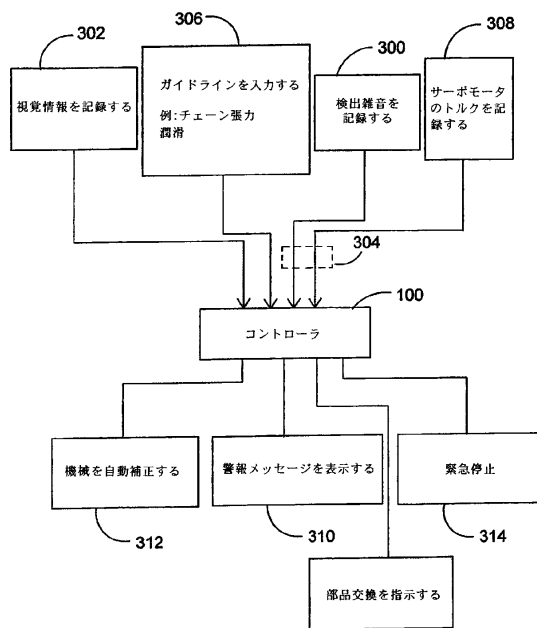 302
306
300
308
視覚情報を記録する
ガイドラインを入力する
例:チェーン張力
潤滑
検出雑音を
記録する
サーボモータ
のトルクを記
録する
304
100
コントローラ
機械を自動補正する
警報メッセージを表示する
緊急停止
312
310
314
部品交換を指示する